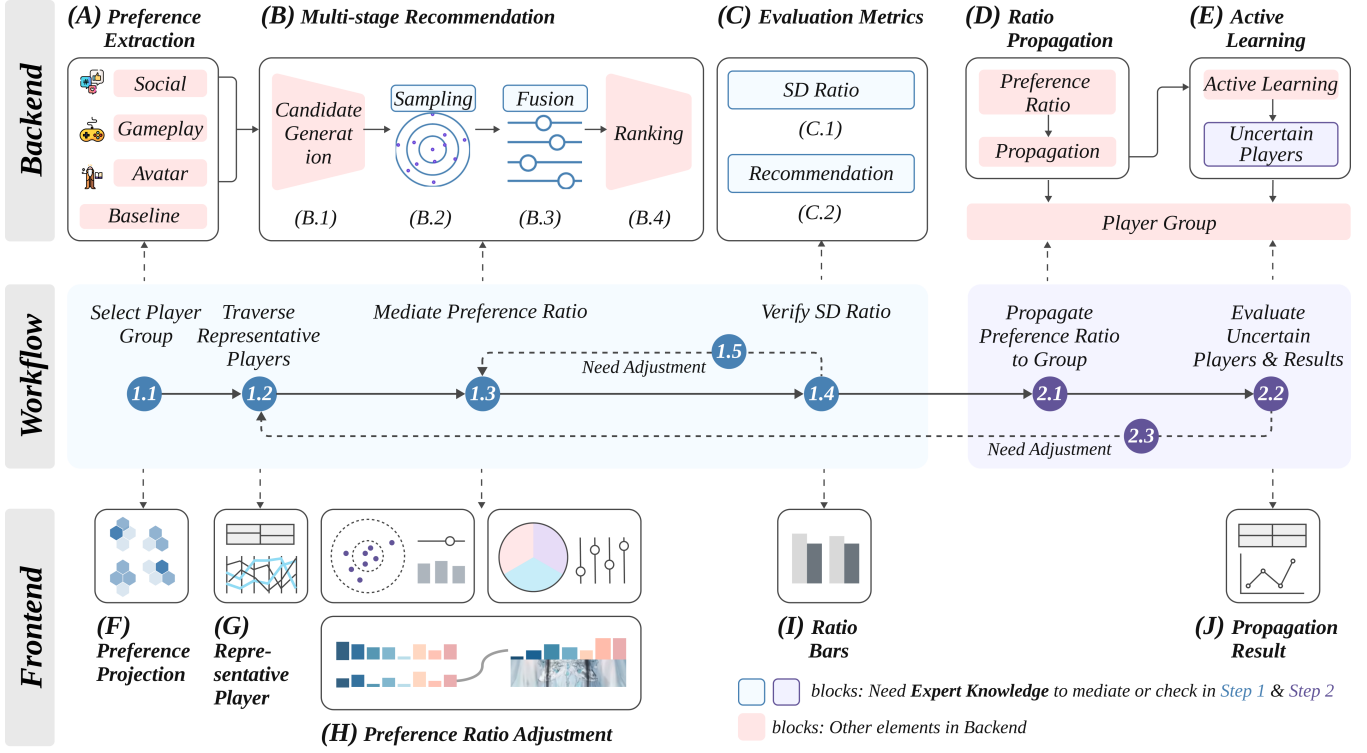 Backend
(A) Preference
Extraction
Social
Gameplay
Avatar
Baseline
(B) Multi-stage Recommendation
Candidate
Generat
ion
Sampling
Fusion
Ranking
(B.1)
(B.2)
(B.3)
(B.4)
(C) Evaluation Metrics
SD Ratio
(C.1)
Recommendation
(C.2)
(D) Ratio
Propagation
Preference
Ratio
Propagation
(E) Active
Learning
Active Learning
Uncertain
Players
Player Group
Workflow
Select Player
Group
Traverse
Representative
Players
Mediate Preference Ratio
Verify SD Ratio
Propagate
Preference Ratio
to Group
Evaluate
Uncertain
Players & Results
1.5
Need Adjustment
1.1
1.2
1.3
1.4
2.1
2.2
2.3
Need Adjustment
Frontend
(F)
Preference
Projection
(G)
Repre-
sentative
Player
(H) Preference Ratio Adjustment
(I) Ratio
Bars
(J) Propagation
Result
blocks: Need Expert Knowledge to mediate or check in Step 1 & Step 2
blocks: Other elements in Backend